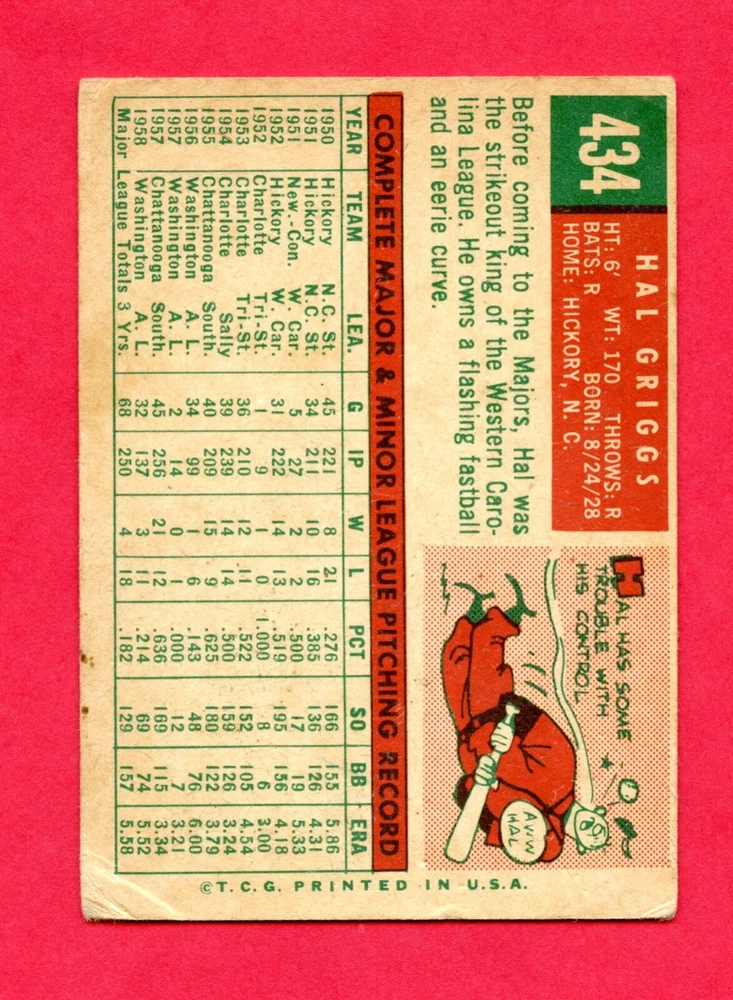 434
HAL GRIGGS
HT: 6' WT: 170 THROWS: R
BATS: R BORN: 8/24/28
HOME: HICKORY, N. C.
Before coming to the Majors, Hal was
the strikeout king of the Western Caro-
lina League. He owns a flashing fastball
and an eerie curve.
HAL HAS SOME
TROUBLE WITH
HIS CONTROL
AWW
HAL
COMPLETE MAJOR & MINOR LEAGUE PITCHING RECORD
YEAR TEAM LEA. G IP W L PCT SO BB ERA
1950 Hickory N.C. St. 45 221 8 21 .276 166 155 5.86
1951 Hickory N.C. St. 34 211 10 16 .385 136 126 4.31
1951 New.-Con. W. Car. 5 27 2 2 .500 17 19 5.33
1952 Hickory W. Car. 31 222 14 13 .519 195 156 4.18
1952 Charlotte Tri-St. 1 9 1 0 1.000 8 6 3.00
1953 Charlotte Tri-St. 36 210 12 11 .522 152 105 4.54
1954 Charlotte Sally 39 239 14 14 .500 159 126 3.24
1955 Chattanooga South. 40 209 15 9 .625 180 122 3.79
1956 Washington A. L. 34 99 1 6 .143 48 76 6.00
1957 Washington A. L. 2 14 0 1 .000 12 7 3.21
1957 Chattanooga South. 45 256 21 12 .636 169 115 3.34
1958 Washington A. L. 32 137 3 11 .214 69 74 5.52
Major League Totals 3 Yrs. 68 250 4 18 .182 129 157 5.58
©T.C.G. PRINTED IN U.S.A.